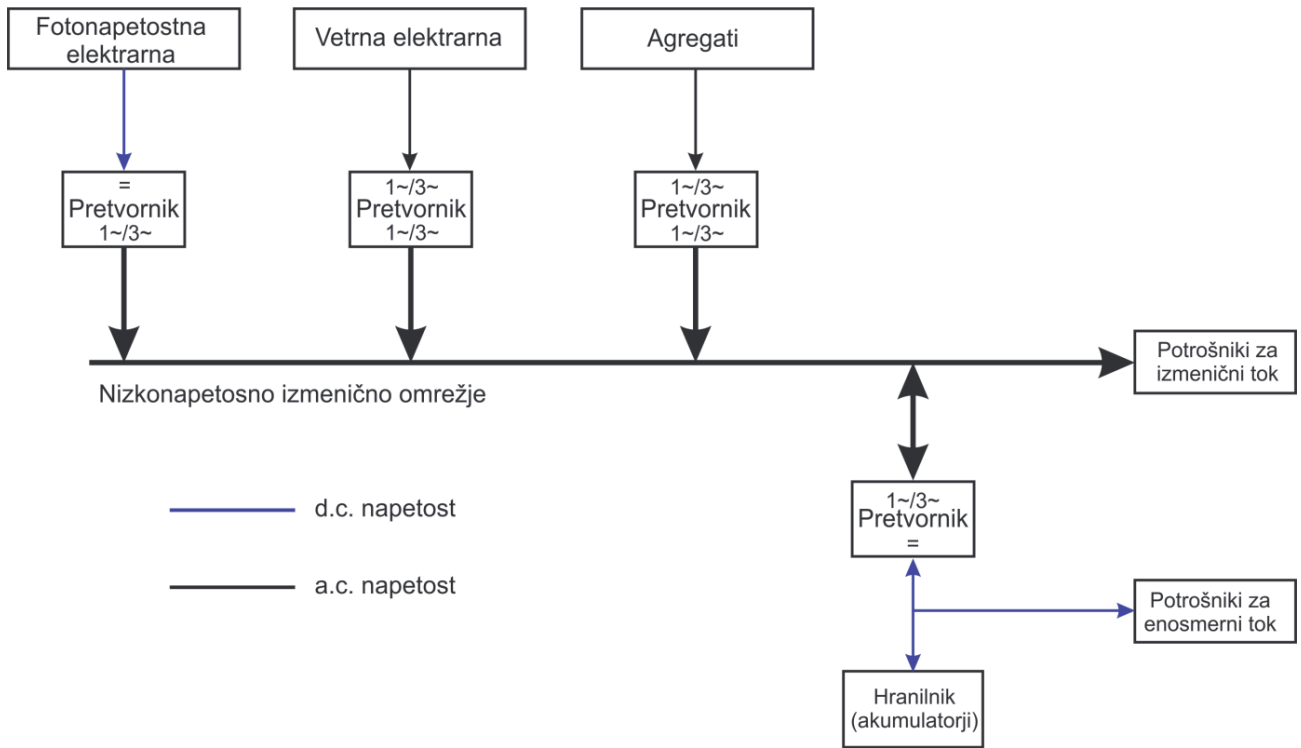 Fotonapetostna
elektrarna
Vetrna elektrarna
Agregati
=
Pretvornik
1~/3~
1~/3~
Pretvornik
1~/3~
1~/3~
Pretvornik
1~/3~
Potrošniki za
izmenični tok
Nizkonapetosno izmenično omrežje
d.c. napetost
a.c. napetost
1~/3~
Pretvornik
=
Potrošniki za
enosmerni tok
Hranilnik
(akumulatorji)